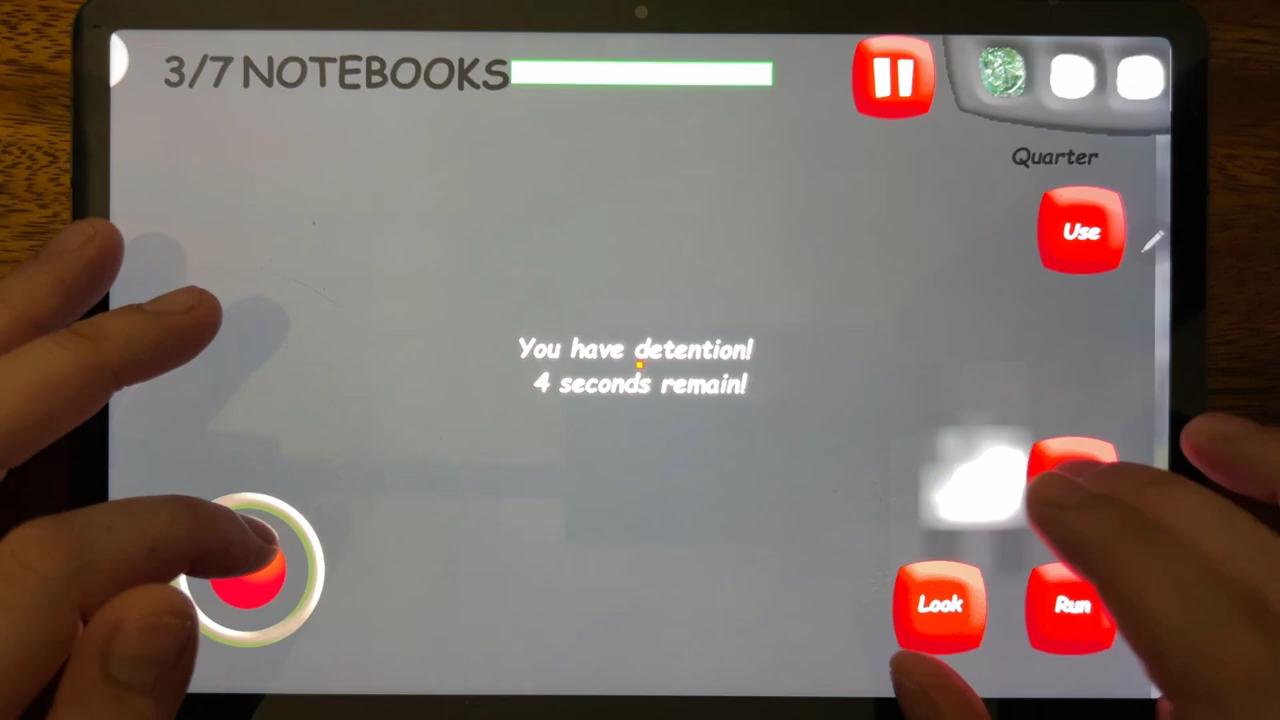 3/7 NOTEBOOKS
Quarter
Use
You have detention!
4 seconds remain!
Look
Run